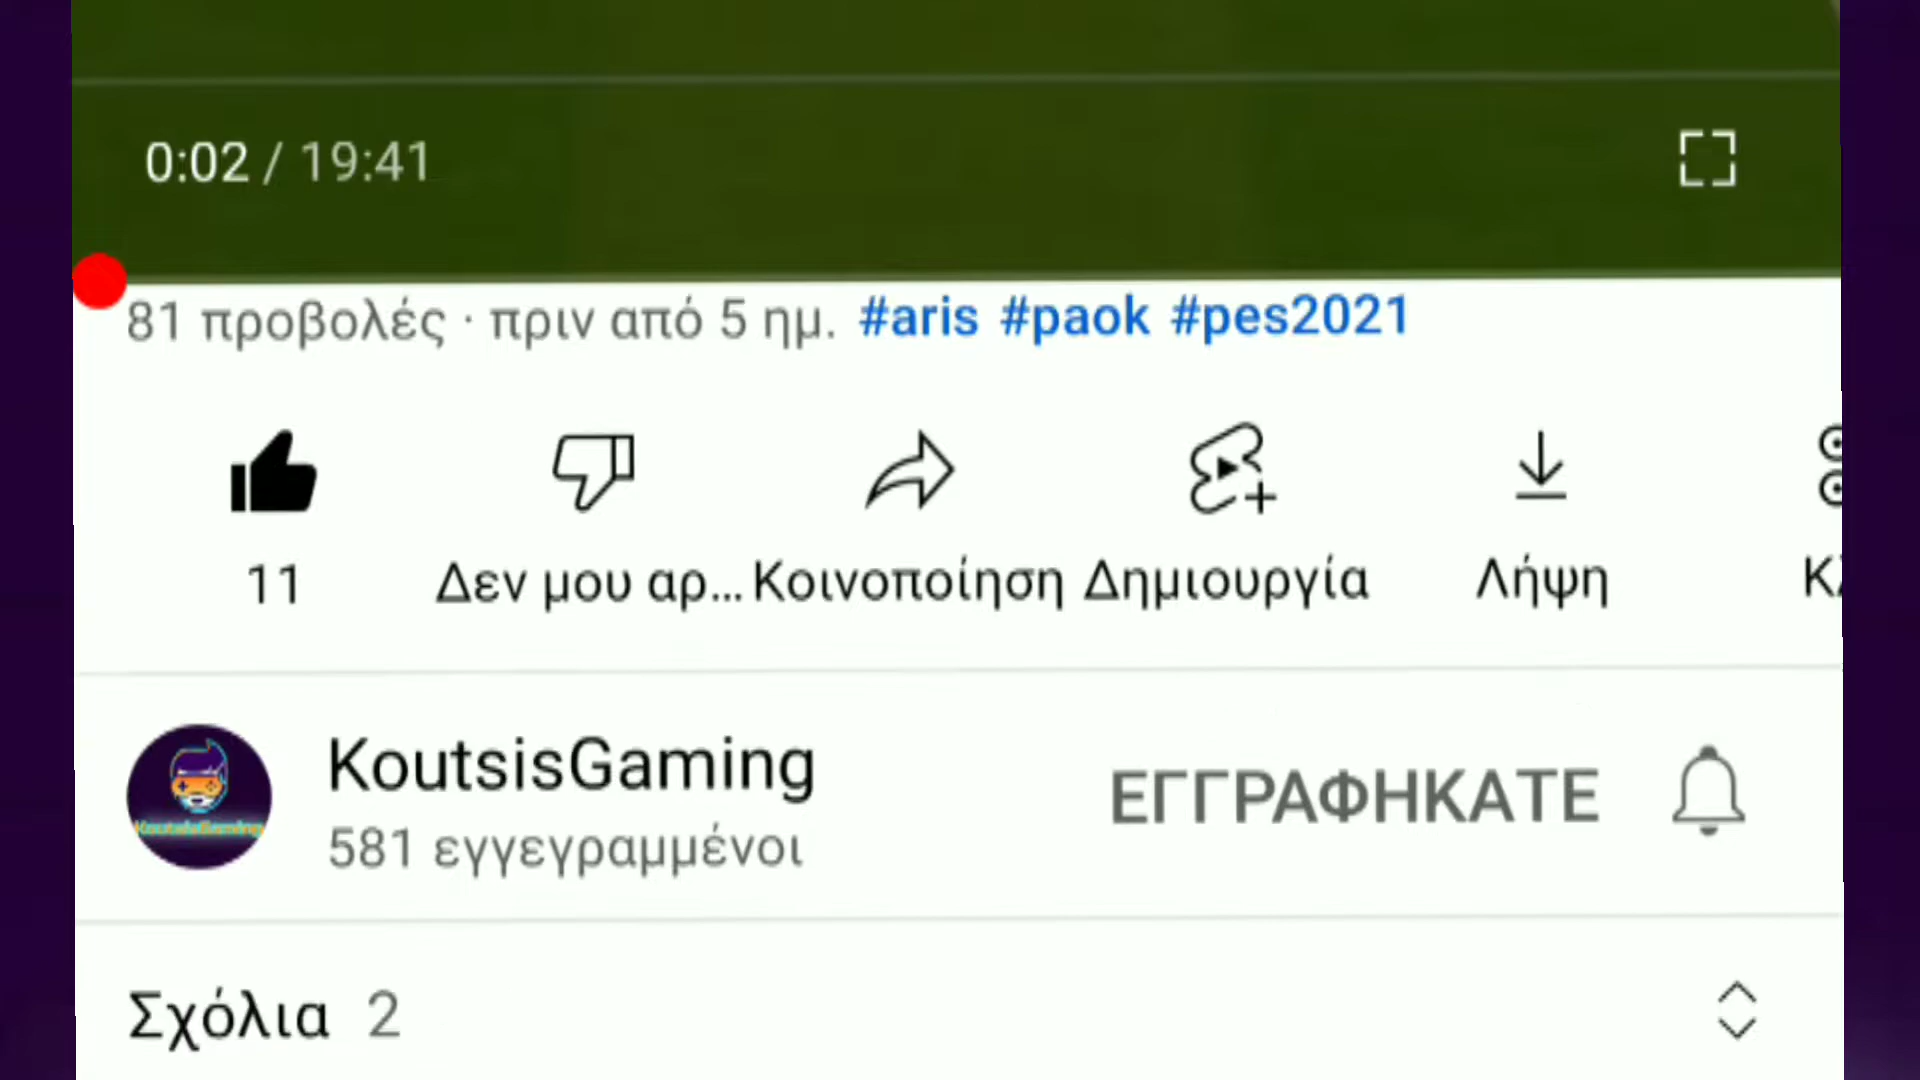 0:02 / 19:41
81 προβολές · πριν από 5 ημ. #aris #paok #pes2021
11 Δεν μου αρ... Κοινοποίηση Δημιουργία Λήψη
KoutsisGaming ΕΓΓΡΑΦΗΚΑΤΕ
581 εγγεγραμμένοι
KoutsisGaming
Σχόλια 2